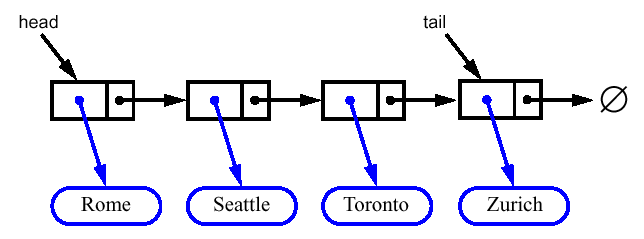 head
tail
∅
Rome
Seattle
Toronto
Zurich